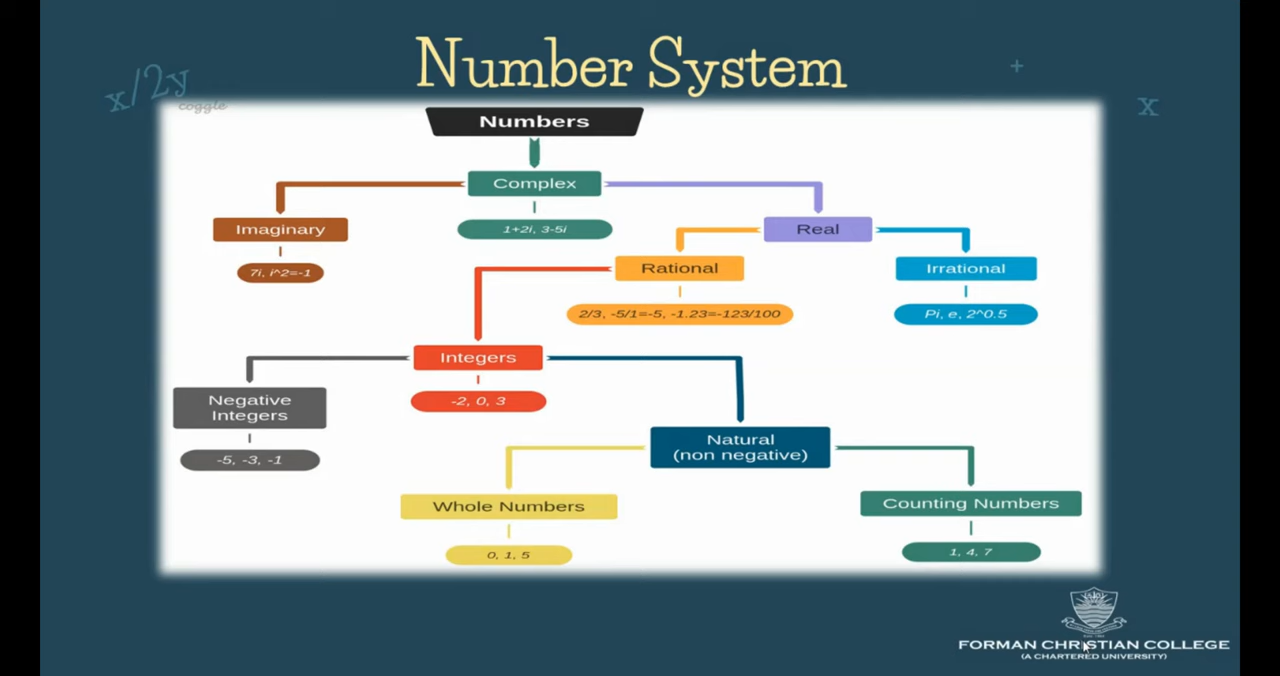 Number System
x/2y
+
x
coggle
Numbers
Complex
1+2i, 3-5i
Imaginary
7i, i^2=-1
Real
Rational
2/3, -5/1=-5, -1.23=-123/100
Irrational
Pi, e, 2^0.5
Integers
-2, 0, 3
Negative
Integers
-5, -3, -1
Natural
(non negative)
Whole Numbers
0, 1, 5
Counting Numbers
1, 4, 7
FORMAN CHRISTIAN COLLEGE
(A CHARTERED UNIVERSITY)